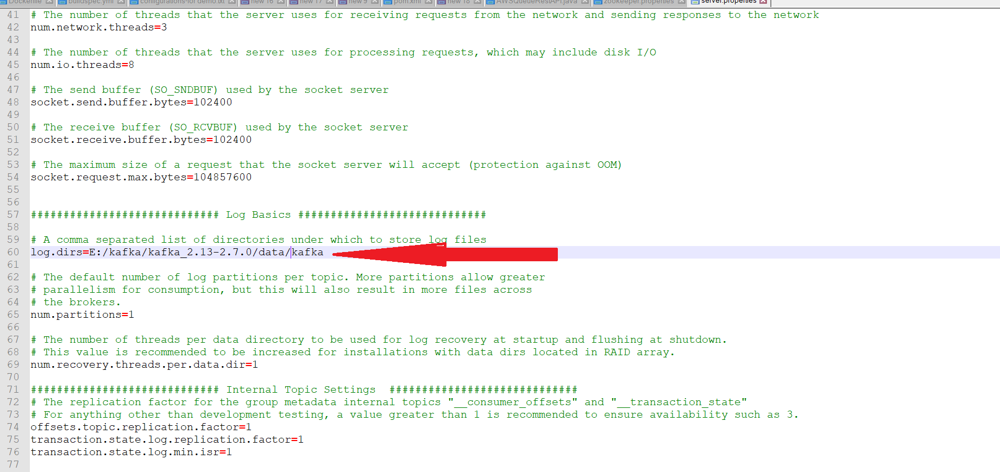 Dockerfile buildspec.yml configurations-for demo.txt new 16 new 17 new 9 pom.xml new 18 AWSQueueRestAPI.java zookeeper.properties server.properties
41 # The number of threads that the server uses for receiving requests from the network and sending responses to the network
42 num.network.threads=3
43
44 # The number of threads that the server uses for processing requests, which may include disk I/O
45 num.io.threads=8
46
47 # The send buffer (SO_SNDBUF) used by the socket server
48 socket.send.buffer.bytes=102400
49
50 # The receive buffer (SO_RCVBUF) used by the socket server
51 socket.receive.buffer.bytes=102400
52
53 # The maximum size of a request that the socket server will accept (protection against OOM)
54 socket.request.max.bytes=104857600
55
56
57 ############################# Log Basics #############################
58
59 # A comma separated list of directories under which to store log files
60 log.dirs=E:/kafka/kafka_2.13-2.7.0/data/kafka
61
62 # The default number of log partitions per topic. More partitions allow greater
63 # parallelism for consumption, but this will also result in more files across
64 # the brokers.
65 num.partitions=1
66
67 # The number of threads per data directory to be used for log recovery at startup and flushing at shutdown.
68 # This value is recommended to be increased for installations with data dirs located in RAID array.
69 num.recovery.threads.per.data.dir=1
70
71 ############################# Internal Topic Settings  #############################
72 # The replication factor for the group metadata internal topics "__consumer_offsets" and "__transaction_state"
73 # For anything other than development testing, a value greater than 1 is recommended to ensure availability such as 3.
74 offsets.topic.replication.factor=1
75 transaction.state.log.replication.factor=1
76 transaction.state.log.min.isr=1
77